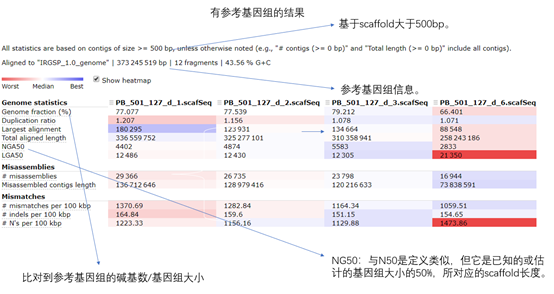 有参考基因组的结果
基于scaffold大于500bp。
All statistics are based on contigs of size >= 500 bp, unless otherwise noted (e.g., "# contigs (>= 0 bp)" and "Total length (>= 0 bp)" include all contigs).
Aligned to "IRGSP_1.0_genome" | 373 245 519 bp | 12 fragments | 43.56 % G+C
Worst Median Best Show heatmap
参考基因组信息。
Genome statistics PB_501_127_d_1.scafSeq PB_501_127_d_2.scafSeq PB_501_127_d_3.scafSeq PB_501_127_d_6.scafSeq
Genome fraction (%) 77.077 77.539 79.212 66.401
Duplication ratio 1.207 1.156 1.078 1.071
Largest alignment 180 295 123 931 134 664 88 548
Total aligned length 336 559 752 325 277 101 310 358 941 258 243 186
NGA50 4402 4874 5583 2833
LGA50 12 486 12 430 12 305 21 350
Misassemblies
# misassemblies 29 366 26 735 23 798 16 944
Misassembled contigs length 136 712 646 128 979 416 120 216 633 73 838 591
Mismatches
# mismatches per 100 kbp 1370.69 1282.84 1164.34 1059.51
# indels per 100 kbp 164.84 159.6 151.15 154.65
# N's per 100 kbp 1223.33 1156.16 1129.88 1473.86
NG50：与N50是定义类似，但它是已知的或估
计的基因组大小的50%，所对应的scaffold长度。
比对到参考基因组的碱基数/基因组大小